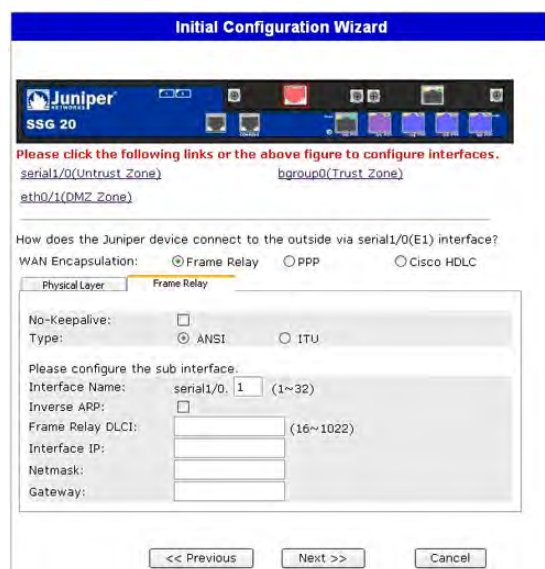 Initial Configuration Wizard
Juniper
NETWORKS
SSG 20
Please click the following links or the above figure to configure interfaces.
serial1/0(Untrust Zone) bgroup0(Trust Zone)
eth0/1(DMZ Zone)
How does the Juniper device connect to the outside via serial1/0(E1) interface?
WAN Encapsulation: Frame Relay PPP Cisco HDLC
Physical Layer Frame Relay
No-Keepalive:
Type: ANSI ITU
Please configure the sub interface.
Interface Name: serial1/0. 1 (1~32)
Inverse ARP:
Frame Relay DLCI: (16~1022)
Interface IP:
Netmask:
Gateway:
<< Previous Next >> Cancel